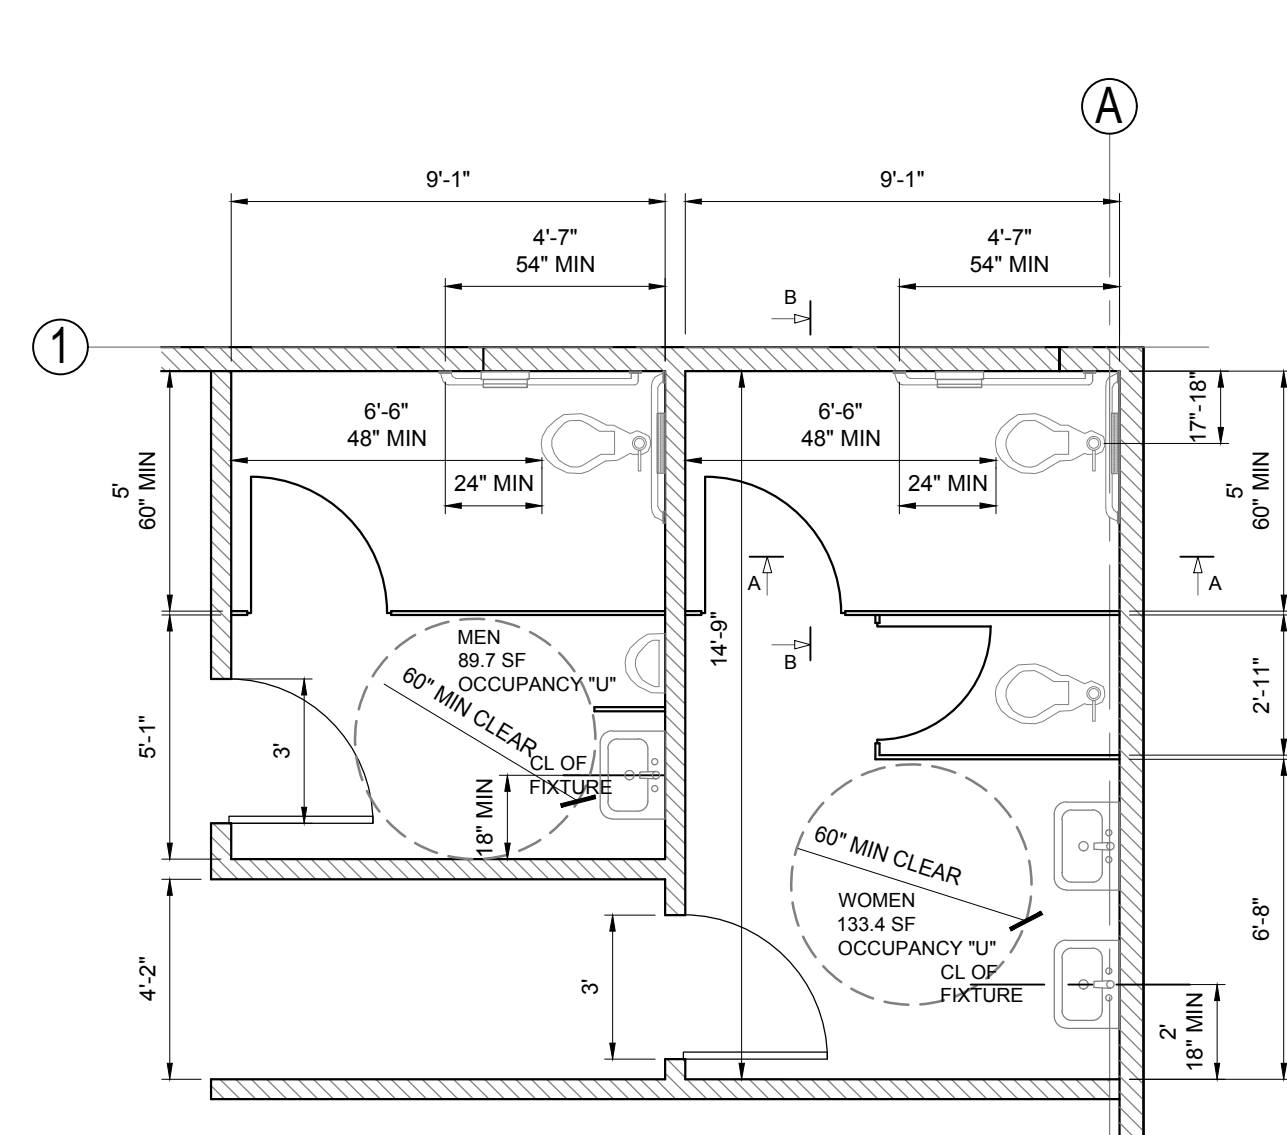 A
9'-1"
9'-1"
4'-7"
54" MIN
4'-7"
54" MIN
B
1
6'-6"
48" MIN
6'-6"
48" MIN
17"-18"
24" MIN
24" MIN
5'
60" MIN
5'
60" MIN
A
A
MEN
89.7 SF
OCCUPANCY "U"
60" MIN CLEAR
14'-9"
B
2'-11"
5'-1"
3'
CL OF
FIXTURE
18" MIN
60" MIN CLEAR
WOMEN
133.4 SF
OCCUPANCY "U"
CL OF
FIXTURE
6'-8"
4'-2"
3'
2'
18" MIN